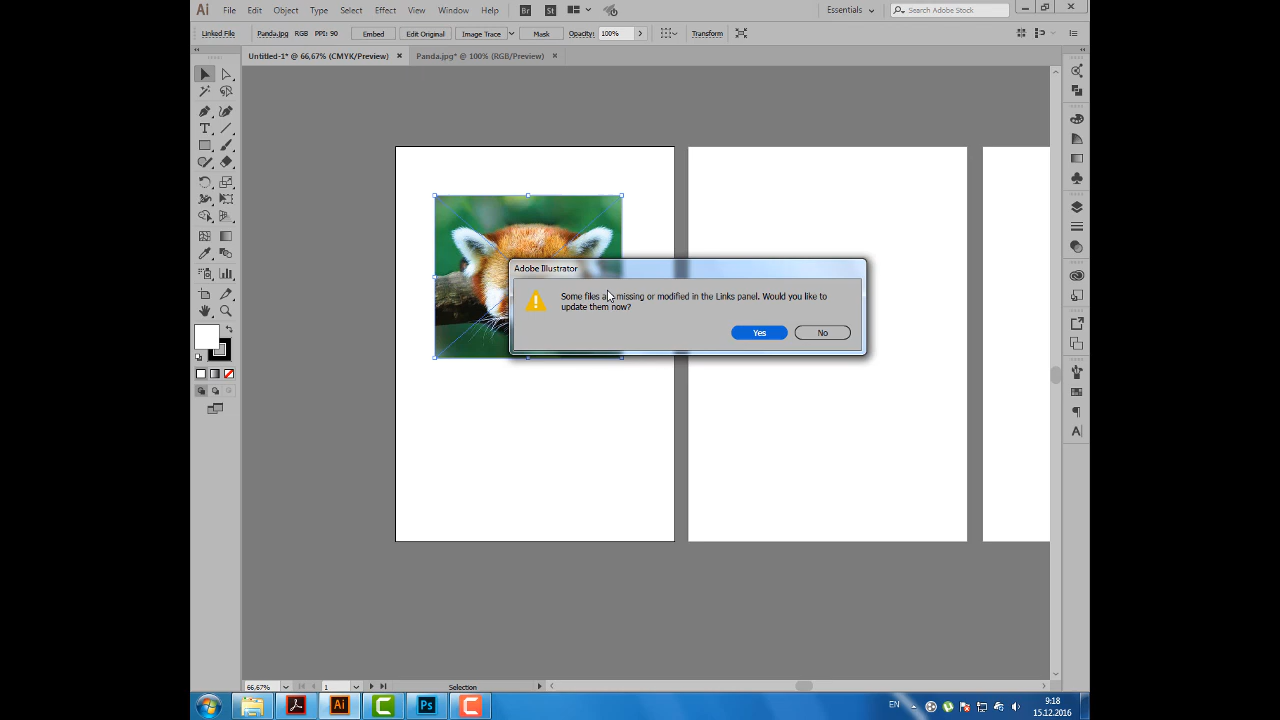 Ai File Edit Object Type Select Effect View Window Help Br St Essentials Search Adobe Stock
Linked File Panda.jpg RGB PPI: 90 Embed Edit Original Image Trace Mask Opacity: 100% Transform
Untitled-1* @ 66,67% (CMYK/Preview) Panda.jpg* @ 100% (RGB/Preview)
Adobe Illustrator
Some files are missing or modified in the Links panel. Would you like to
update them now?
Yes No
66,67% 1 Selection
Ai Ps EN 9:18
15.12.2016